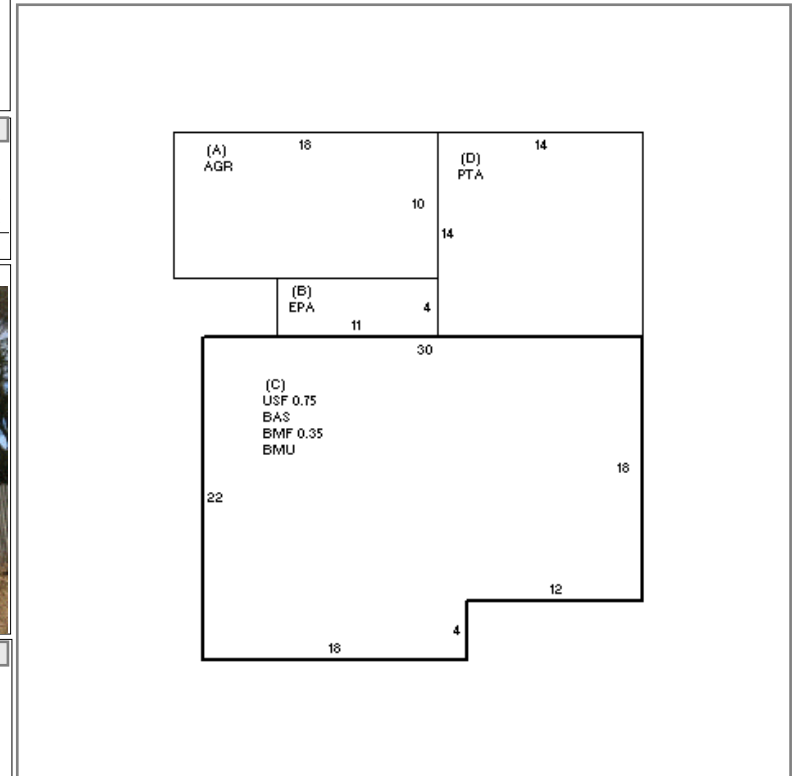 18
14
(A)
AGR
(D)
PTA
10
14
(B)
EPA
4
11
30
(C)
USF 0.75
BAS
BMF 0.35
BMU
18
22
12
4
18